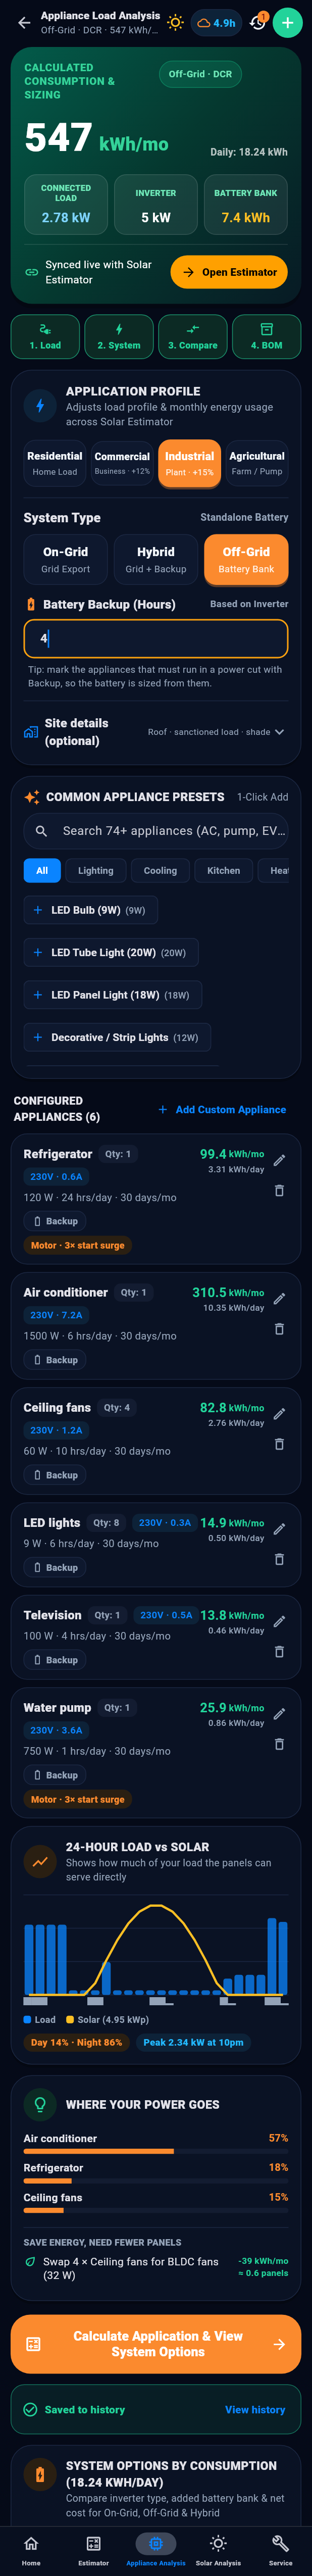 Appliance Load Analysis
Off-Grid · DCR · 547 kWh/...
4.9h
CALCULATED
CONSUMPTION &
SIZING
Off-Grid · DCR
547 kWh/mo
Daily: 18.24 kWh
CONNECTED
LOAD
2.78 kW
INVERTER
5 kW
BATTERY BANK
7.4 kWh
Synced live with Solar
Estimator
Open Estimator
1. Load
2. System
3. Compare
4. BOM
APPLICATION PROFILE
Adjusts load profile & monthly energy usage
across Solar Estimator
Residential
Home Load
Commercial
Business · +12%
Industrial
Plant · +15%
Agricultural
Farm / Pump
System Type
Standalone Battery
On-Grid
Grid Export
Hybrid
Grid + Backup
Off-Grid
Battery Bank
Battery Backup (Hours)
Based on Inverter
4
Tip: mark the appliances that must run in a power cut with
Backup, so the battery is sized from them.
Site details
(optional)
Roof · sanctioned load · shade
COMMON APPLIANCE PRESETS
1-Click Add
Search 74+ appliances (AC, pump, EV...
All
Lighting
Cooling
Kitchen
Heat
LED Bulb (9W) (9W)
LED Tube Light (20W) (20W)
LED Panel Light (18W) (18W)
Decorative / Strip Lights (12W)
CONFIGURED
APPLIANCES (6)
Add Custom Appliance
Refrigerator Qty: 1
99.4 kWh/mo
230V · 0.6A
3.31 kWh/day
120 W · 24 hrs/day · 30 days/mo
Backup
Motor · 3× start surge
Air conditioner Qty: 1
310.5 kWh/mo
230V · 7.2A
10.35 kWh/day
1500 W · 6 hrs/day · 30 days/mo
Backup
Ceiling fans Qty: 4
82.8 kWh/mo
230V · 1.2A
2.76 kWh/day
60 W · 10 hrs/day · 30 days/mo
Backup
LED lights Qty: 8 230V · 0.3A
14.9 kWh/mo
0.50 kWh/day
9 W · 6 hrs/day · 30 days/mo
Backup
Television Qty: 1 230V · 0.5A
13.8 kWh/mo
0.46 kWh/day
100 W · 4 hrs/day · 30 days/mo
Backup
Water pump Qty: 1
25.9 kWh/mo
230V · 3.6A
0.86 kWh/day
750 W · 1 hrs/day · 30 days/mo
Backup
Motor · 3× start surge
24-HOUR LOAD vs SOLAR
Shows how much of your load the panels can
serve directly
Load
Solar (4.95 kWp)
Day 14% · Night 86%
Peak 2.34 kW at 10pm
WHERE YOUR POWER GOES
Air conditioner 57%
Refrigerator 18%
Ceiling fans 15%
SAVE ENERGY, NEED FEWER PANELS
Swap 4 × Ceiling fans for BLDC fans
(32 W)
-39 kWh/mo
≈ 0.6 panels
Calculate Application & View
System Options
Saved to history
View history
SYSTEM OPTIONS BY CONSUMPTION
(18.24 KWH/DAY)
Compare inverter type, added battery bank & net
cost for On-Grid, Off-Grid & Hybrid
Home
Estimator
Appliance Analysis
Solar Analysis
Service